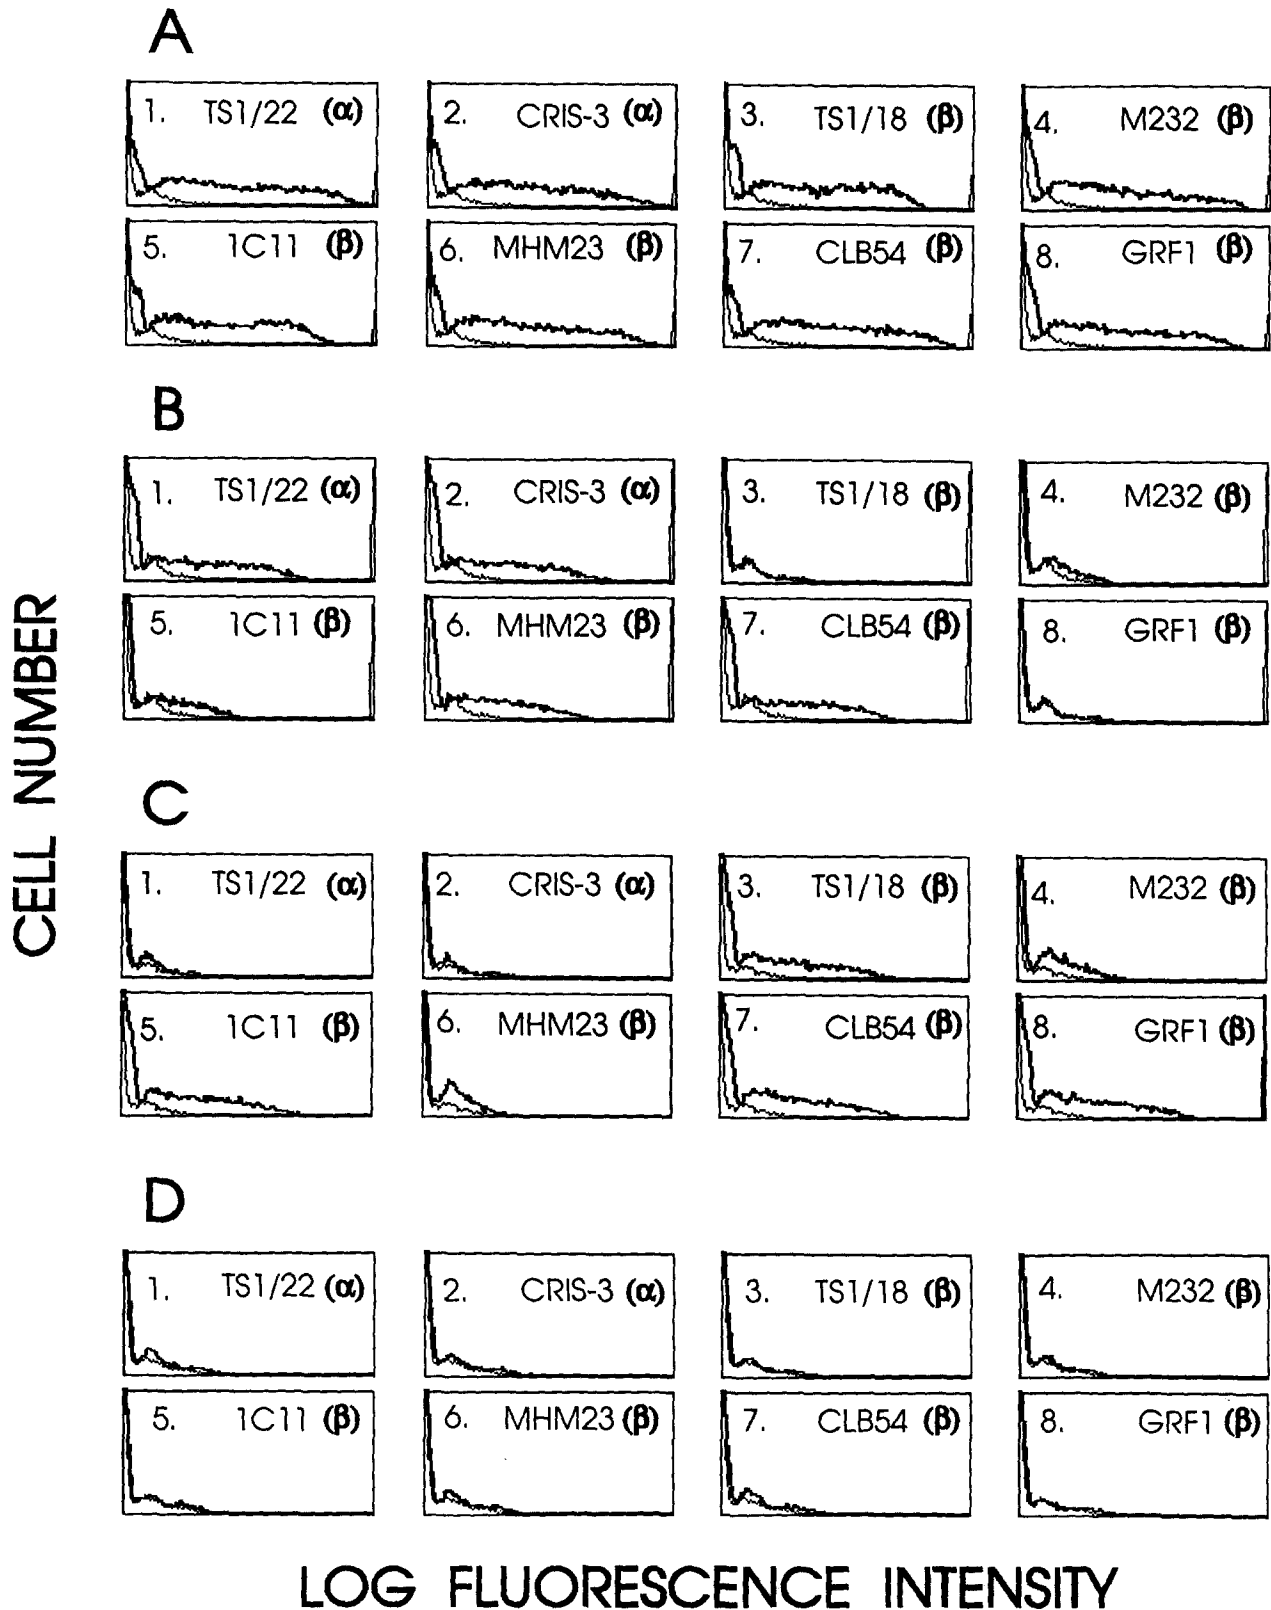 A
1. TS1/22 (α) 2. CRIS-3 (α) 3. TS1/18 (β) 4. M232 (β)
5. 1C11 (β) 6. MHM23 (β) 7. CLB54 (β) 8. GRF1 (β)
B
1. TS1/22 (α) 2. CRIS-3 (α) 3. TS1/18 (β) 4. M232 (β)
5. 1C11 (β) 6. MHM23 (β) 7. CLB54 (β) 8. GRF1 (β)
C
1. TS1/22 (α) 2. CRIS-3 (α) 3. TS1/18 (β) 4. M232 (β)
5. 1C11 (β) 6. MHM23 (β) 7. CLB54 (β) 8. GRF1 (β)
D
1. TS1/22 (α) 2. CRIS-3 (α) 3. TS1/18 (β) 4. M232 (β)
5. 1C11 (β) 6. MHM23 (β) 7. CLB54 (β) 8. GRF1 (β)
CELL NUMBER
LOG FLUORESCENCE INTENSITY